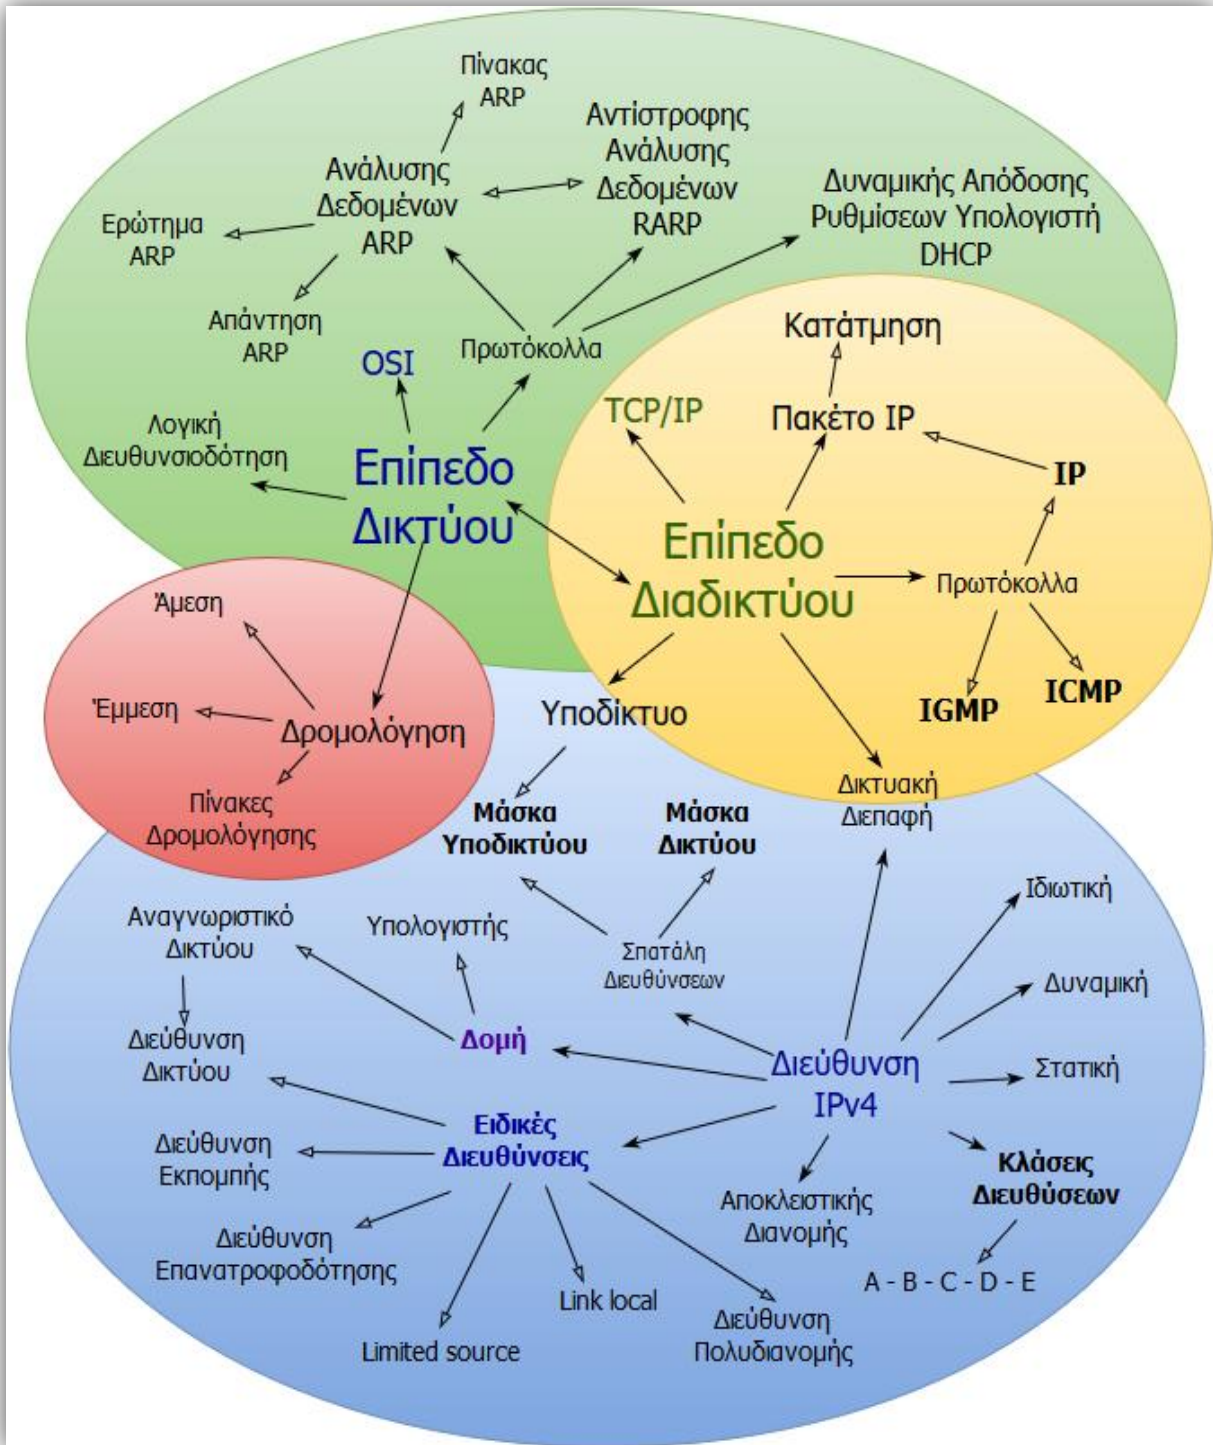 Πίνακας
ARP
Αντίστροφης
Ανάλυσης
Δεδομένων
RARP
Ανάλυσης
Δεδομένων
ARP
Δυναμικής Απόδοσης
Ρυθμίσεων Υπολογιστή
DHCP
Ερώτημα
ARP
Απάντηση
ARP
Πρωτόκολλα
OSI
Λογική
Διευθυνσιοδότηση
Επίπεδο
Δικτύου
Κατάτμηση
TCP/IP
Πακέτο IP
IP
Επίπεδο
Διαδικτύου
Πρωτόκολλα
IGMP
ICMP
Άμεση
Έμμεση
Δρομολόγηση
Πίνακες
Δρομολόγησης
Υποδίκτυο
Δικτυακή
Διεπαφή
Μάσκα
Υποδικτύου
Μάσκα
Δικτύου
Ιδιωτική
Αναγνωριστικό
Δικτύου
Υπολογιστής
Σπατάλη
Διευθύνσεων
Δυναμική
Διεύθυνση
Δικτύου
Δομή
Διεύθυνση
IPv4
Στατική
Ειδικές
Διευθύνσεις
Διεύθυνση
Εκπομπής
Κλάσεις
Διευθύσεων
Αποκλειστικής
Διανομής
Διεύθυνση
Επανατροφοδότησης
A - B - C - D - E
Link local
Διεύθυνση
Πολυδιανομής
Limited source